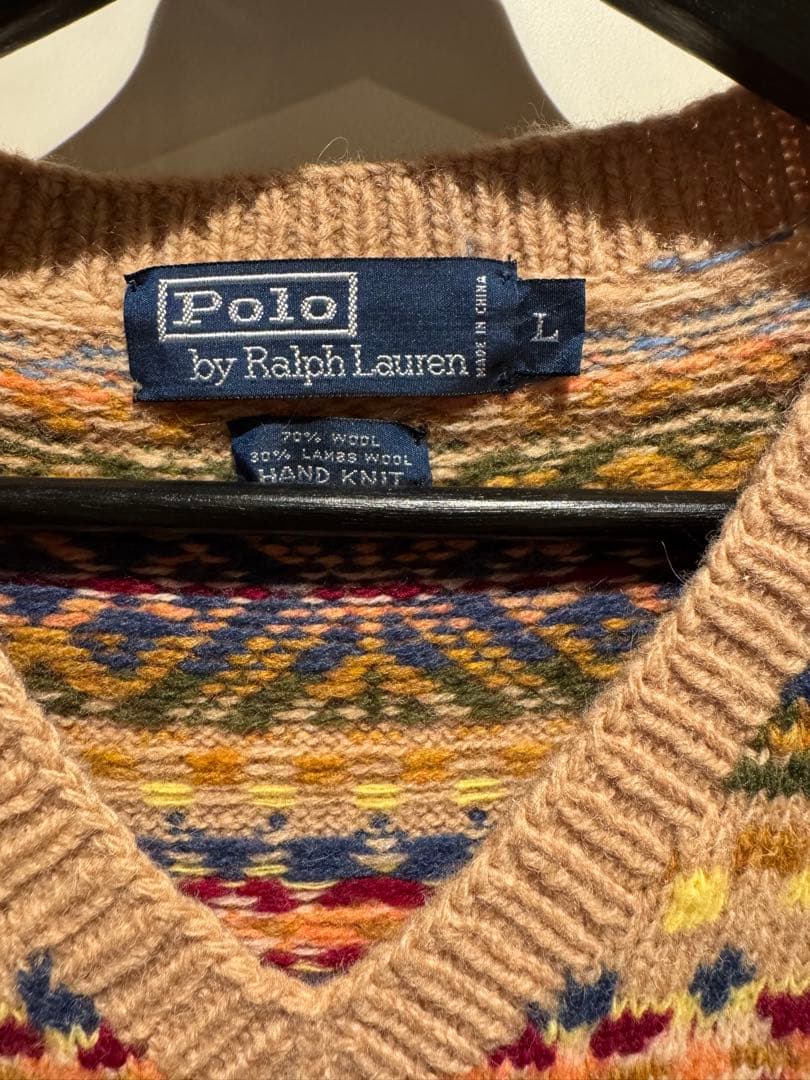 Polo
by Ralph Lauren
MADE IN CHINA
L
70% WOOL
30% LAMBS WOOL
HAND KNIT